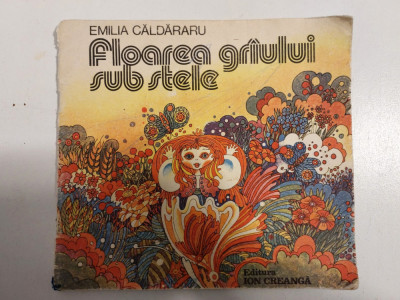 EMILIA CĂLDĂRARU
Floarea grîului
sub stele
Editura
ION CREANGĂ